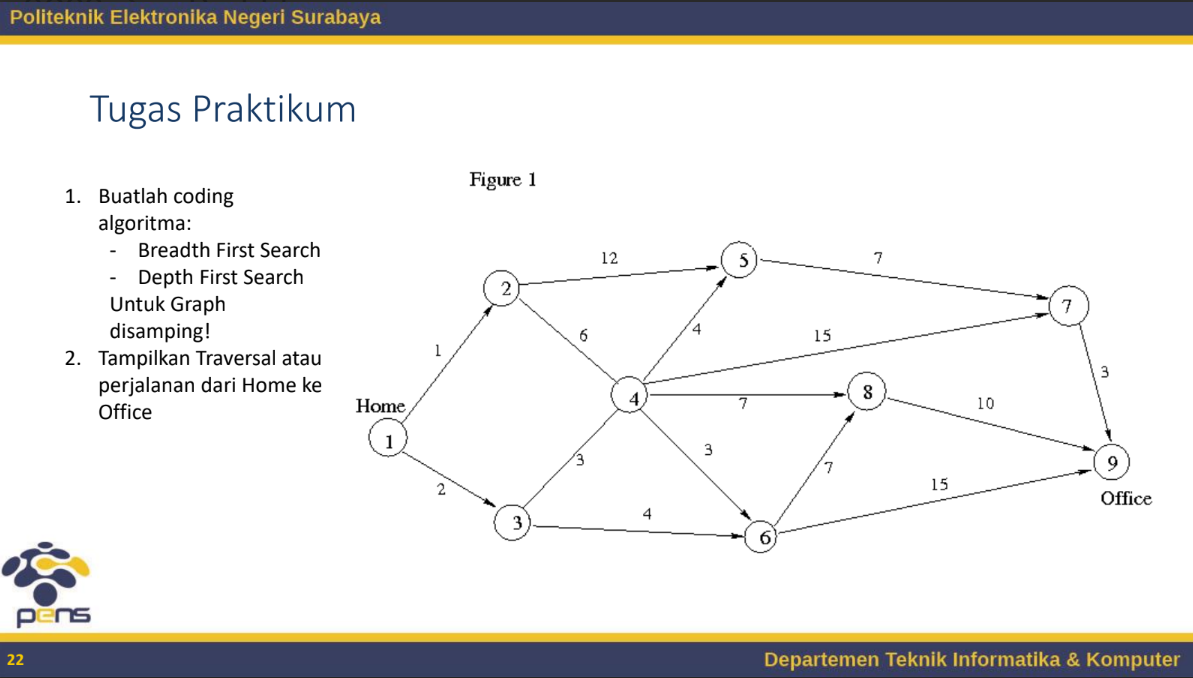 Politeknik Elektronika Negeri Surabaya
Tugas Praktikum
1. Buatlah coding
algoritma:
- Breadth First Search
- Depth First Search
Untuk Graph
disamping!
2. Tampilkan Traversal atau
perjalanan dari Home ke
Office
Figure 1
12
5
7
2
7
6
4
15
1
3
8
4
7
10
Home
1
3
3
9
7
2
15
Office
4
3
6
pens
22
Departemen Teknik Informatika & Komputer